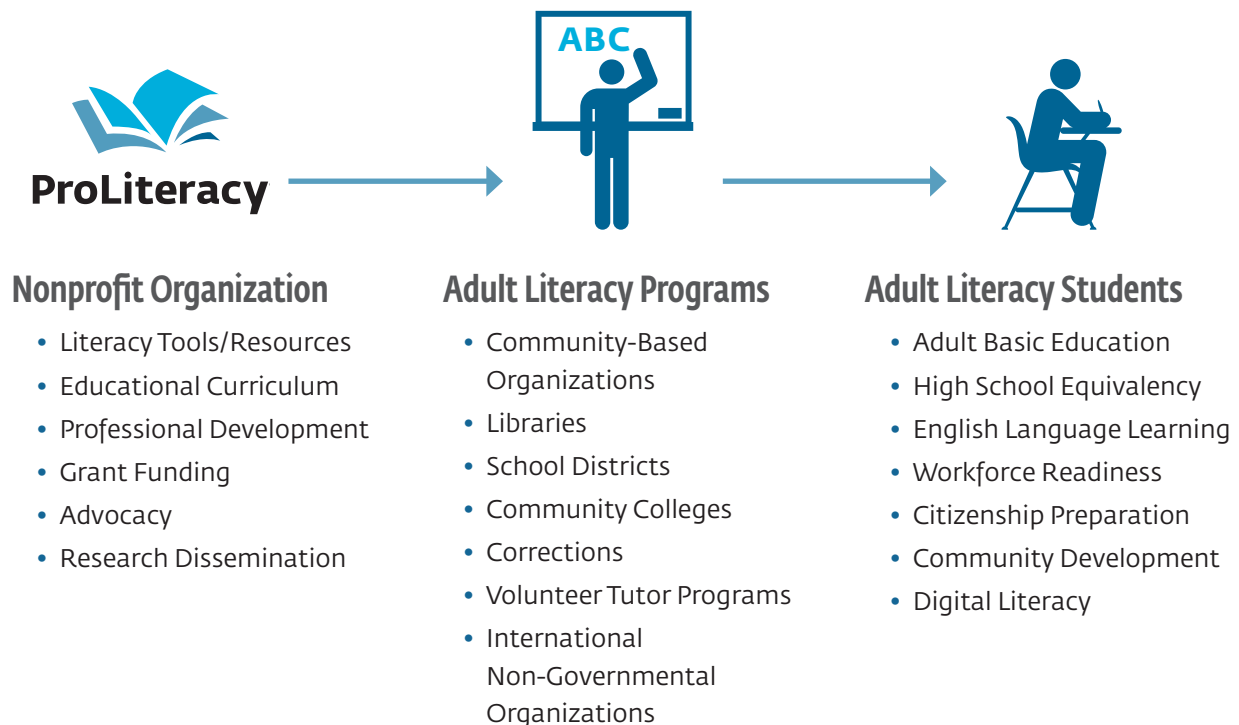 ABC
ProLiteracy
Nonprofit Organization
• Literacy Tools/Resources
• Educational Curriculum
• Professional Development
• Grant Funding
• Advocacy
• Research Dissemination
Adult Literacy Programs
• Community-Based
Organizations
• Libraries
• School Districts
• Community Colleges
• Corrections
• Volunteer Tutor Programs
• International
Non-Governmental
Organizations
Adult Literacy Students
• Adult Basic Education
• High School Equivalency
• English Language Learning
• Workforce Readiness
• Citizenship Preparation
• Community Development
• Digital Literacy